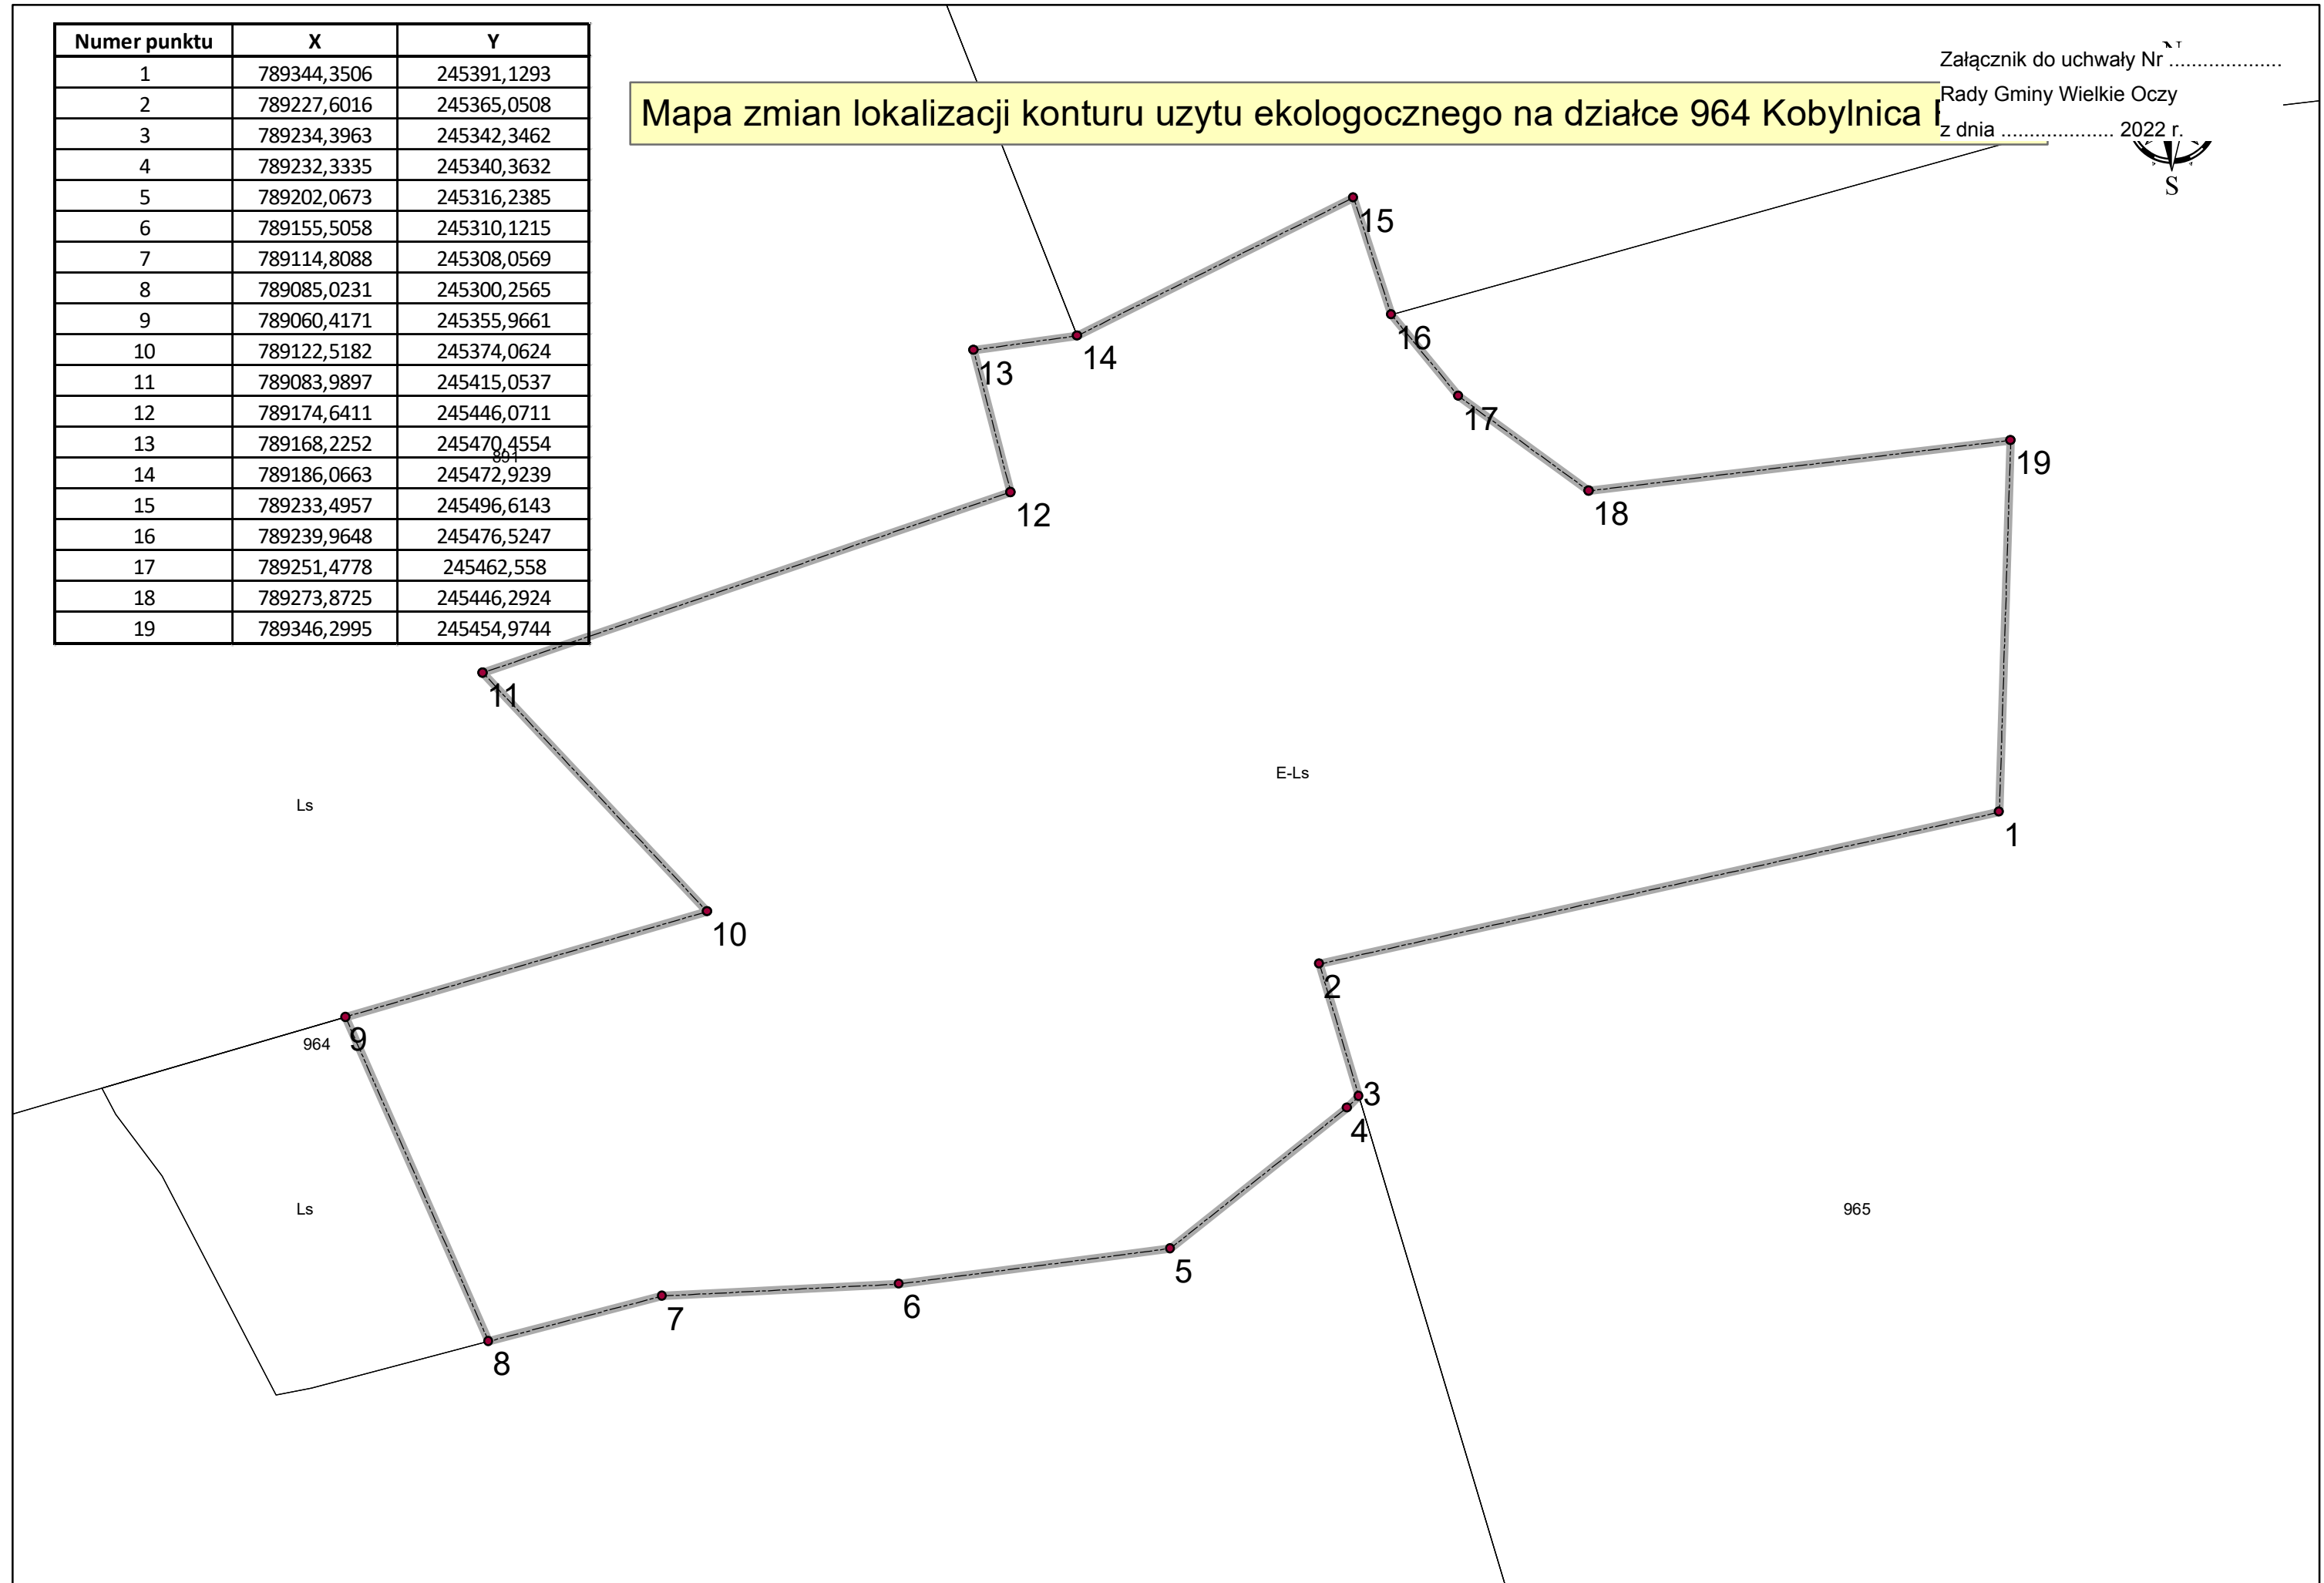 Numer punktu X Y
1 789344,3506 245391,1293
2 789227,6016 245365,0508
3 789234,3963 245342,3462
4 789232,3335 245340,3632
5 789202,0673 245316,2385
6 789155,5058 245310,1215
7 789114,8088 245308,0569
8 789085,0231 245300,2565
9 789060,4171 245355,9661
10 789122,5182 245374,0624
11 789083,9897 245415,0537
12 789174,6411 245446,0711
13 789168,2252 245470,4554
891
14 789186,0663 245472,9239
15 789233,4957 245496,6143
16 789239,9648 245476,5247
17 789251,4778 245462,558
18 789273,8725 245446,2924
19 789346,2995 245454,9744
Mapa zmian lokalizacji konturu uzytu ekologocznego na działce 964 Kobylnica
Załącznik do uchwały Nr ....................
Rady Gminy Wielkie Oczy
z dnia .................... 2022 r.
N
S
15
16
14
13
17
19
18
12
11
E-Ls
Ls
1
10
2
9
964
3
4
Ls
965
5
6
7
8